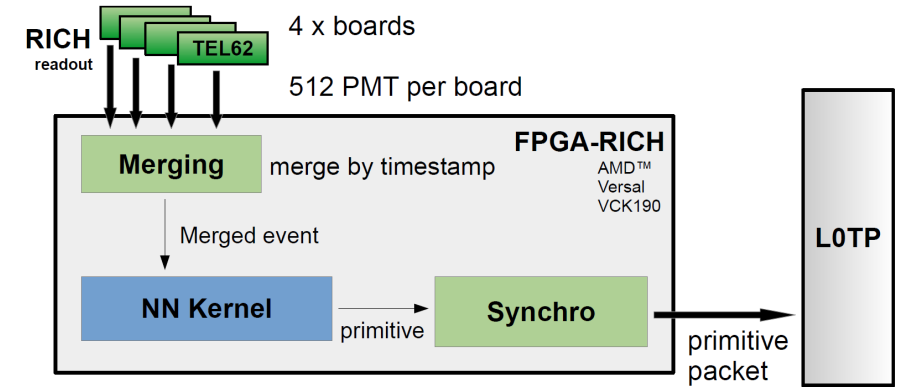 RICH
readout
TEL62
4 x boards
512 PMT per board
FPGA-RICH
AMD™
Versal
VCK190
Merging
merge by timestamp
Merged event
NN Kernel
primitive
Synchro
primitive
packet
L0TP